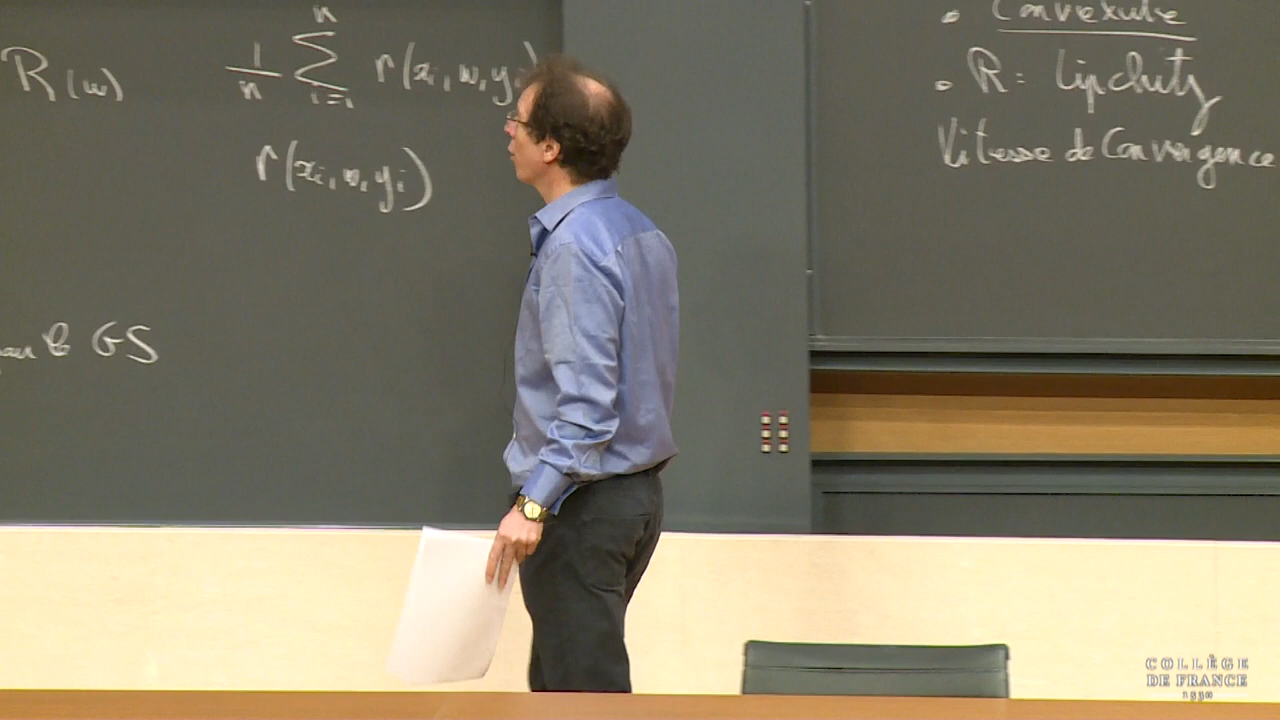 R(w) 1/n n Σ i=1 r(xi, w, yi)
r(xi, w, yi)
GS
• Convexité
• R = Lipchitz
Vitesse de Convergence
COLLÈGE
DE FRANCE
1530